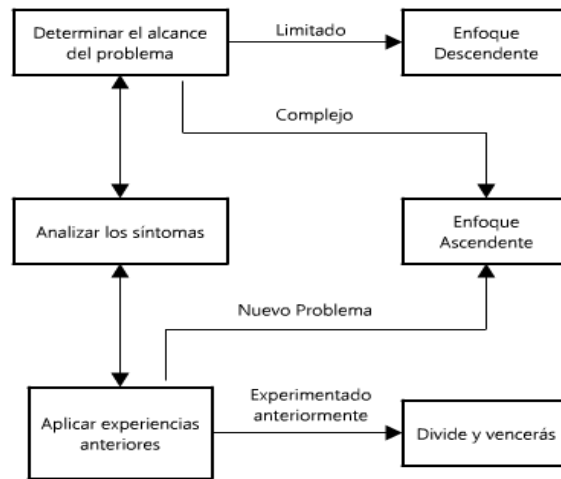 Determinar el alcance
del problema
Limitado
Enfoque
Descendente
Complejo
Analizar los síntomas
Enfoque
Ascendente
Nuevo Problema
Aplicar experiencias
anteriores
Experimentado
anteriormente
Divide y vencerás